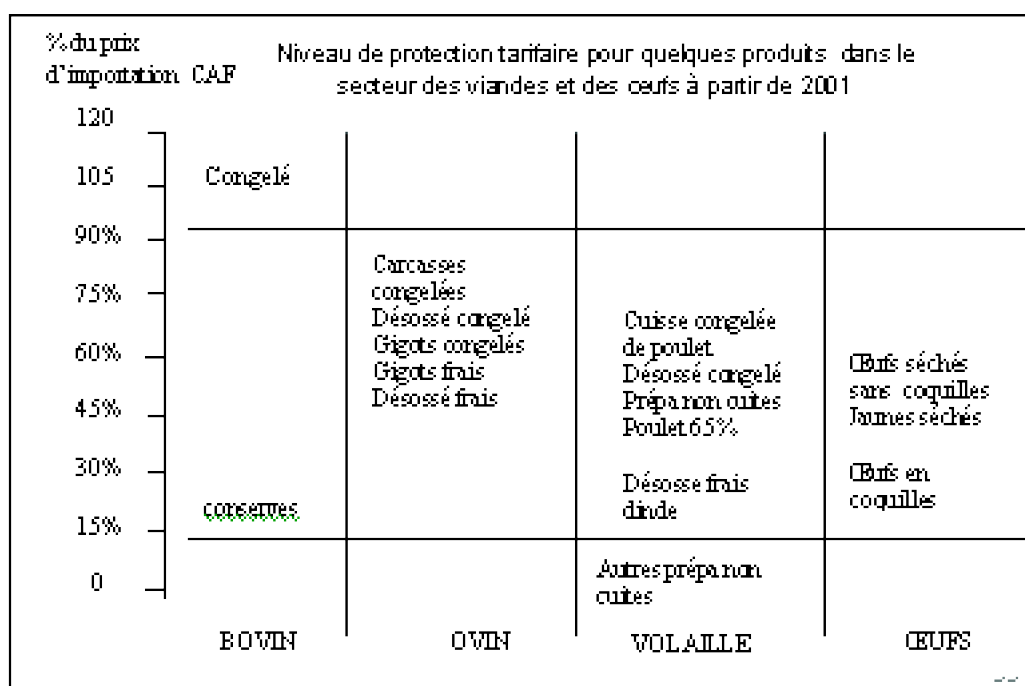 % du prix
d'importation CAF
Niveau de protection tarifaire pour quelques produits dans le
secteur des viandes et des œufs à partir de 2001
120
105
90%
75%
60%
45%
30%
15%
0
Congelé
conserves
Carcasses
congelées
Désossé congelé
Gigots congelés
Gigots frais
Désossé frais
Cuisse congelée
de poulet
Désossé congelé
Prépa non cuites
Poulet 65%
Désosse frais
dinde
Autres prépa non
cuites
Œufs séchés
sans coquilles
Jaunes séchés
Œufs en
coquilles
BOVIN
OVIN
VOLAILLE
ŒUFS